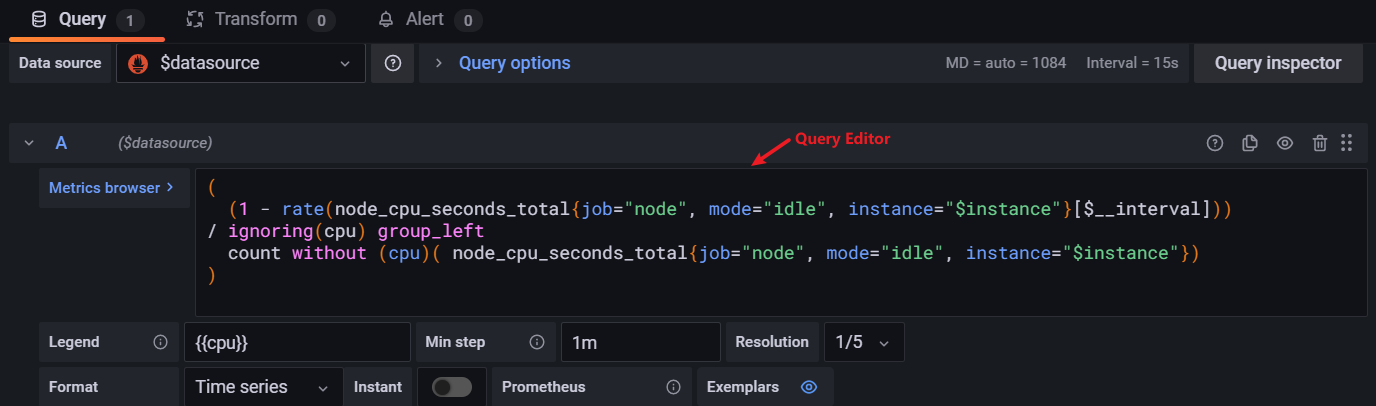 Query 1 Transform 0 Alert 0
Data source $datasource Query options MD = auto = 1084 Interval = 15s Query inspector
A ($datasource) Query Editor
Metrics browser
(
(1 - rate(node_cpu_seconds_total{job="node", mode="idle", instance="$instance"}[$__interval]))
/ ignoring(cpu) group_left
count without (cpu)( node_cpu_seconds_total{job="node", mode="idle", instance="$instance"})
)
Legend {{cpu}} Min step 1m Resolution 1/5
Format Time series Instant Prometheus Exemplars